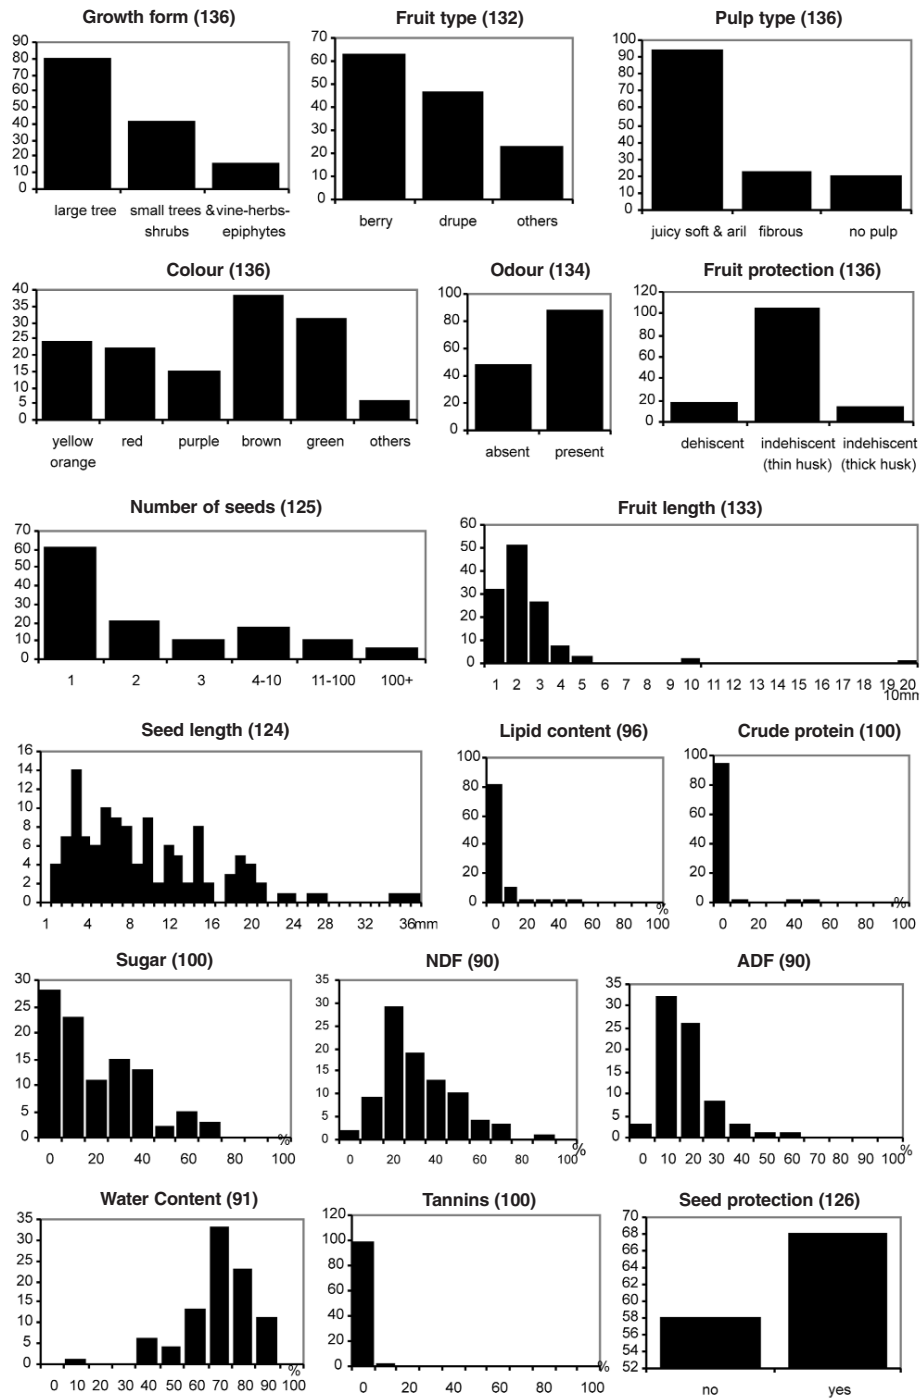 Growth form (136)
90
80
70
60
50
40
30
20
10
0
large tree
small trees &
shrubs
vine-herbs-
epiphytes
Fruit type (132)
70
60
50
40
30
20
10
0
berry
drupe
others
Pulp type (136)
100
90
80
70
60
50
40
30
20
10
0
juicy soft & aril
fibrous
no pulp
Colour (136)
40
35
30
25
20
15
10
5
0
yellow
orange
red
purple
brown
green
others
Odour (134)
100
80
60
40
20
0
absent
present
Fruit protection (136)
120
100
80
60
40
20
0
dehiscent
indehiscent
(thin husk)
indehiscent
(thick husk)
Number of seeds (125)
70
60
50
40
30
20
10
0
1 2 3 4-10 11-100 100+
Fruit length (133)
60
50
40
30
20
10
0
1 2 3 4 5 6 7 8 9 10 11 12 13 14 15 16 17 18 19 20
10mn
Seed length (124)
16
14
12
10
8
6
4
2
0
1 4 8 12 16 20 24 28 32 36mm
Lipid content (96)
100
80
60
40
20
0
%
0 20 40 60 80 100
Crude protein (100)
100
80
60
40
20
0
%
0 20 40 60 80 100
Sugar (100)
30
25
20
15
10
5
0
%
0 20 40 60 80 100
NDF (90)
35
30
25
20
15
10
5
0
%
0 20 40 60 80 100
ADF (90)
35
30
25
20
15
10
5
0
%
0 10 20 30 40 50 60 70 80 90 100
Water Content (91)
35
30
25
20
15
10
5
0
%
0 10 20 30 40 50 60 70 80 90 100
Tannins (100)
120
100
80
60
40
20
0
%
0 20 40 60 80 100
Seed protection (126)
70
68
66
64
62
60
58
56
54
52
no
yes